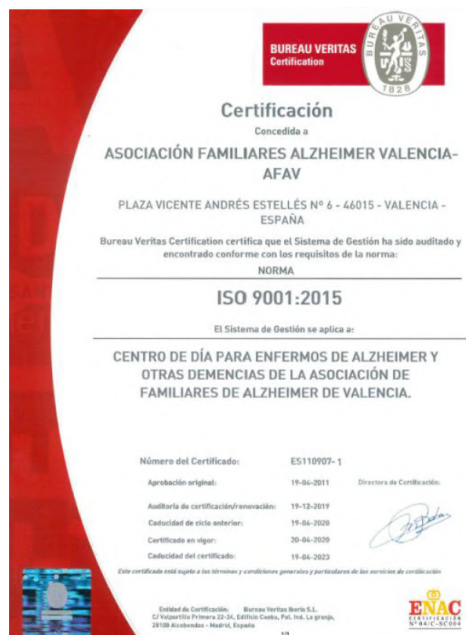 BUREAU VERITAS
Certification
BUREAU VERITAS
1828
Certificación
Concedida a
ASOCIACIÓN FAMILIARES ALZHEIMER VALENCIA-
AFAV
PLAZA VICENTE ANDRÉS ESTELLÉS Nº 6 - 46015 - VALENCIA -
ESPAÑA
Bureau Veritas Certification certifica que el Sistema de Gestión ha sido auditado y
encontrado conforme con los requisitos de la norma:
NORMA
ISO 9001:2015
El Sistema de Gestión se aplica a:
CENTRO DE DÍA PARA ENFERMOS DE ALZHEIMER Y
OTRAS DEMENCIAS DE LA ASOCIACIÓN DE
FAMILIARES DE ALZHEIMER DE VALENCIA.
Número del Certificado: ES110907-1
Aprobación original: 19-04-2011 Directora de Certificación:
Auditoría de certificación/renovación: 19-12-2019
Caducidad de ciclo anterior: 19-04-2020
Certificado en vigor: 20-04-2020
Caducidad del certificado: 19-04-2023
Este certificado está sujeto a los términos y condiciones generales y particulares de los servicios de certificación
Entidad de Certificación: Bureau Veritas Iberia S.L.
C/ Valportillo Primera 22-24, Edificio Caoba, Pol. Ind. La granja,
28108 Alcobendas - Madrid, España
1/1
ENAC
CERTIFICACIÓN
Nº 04/C-SC004